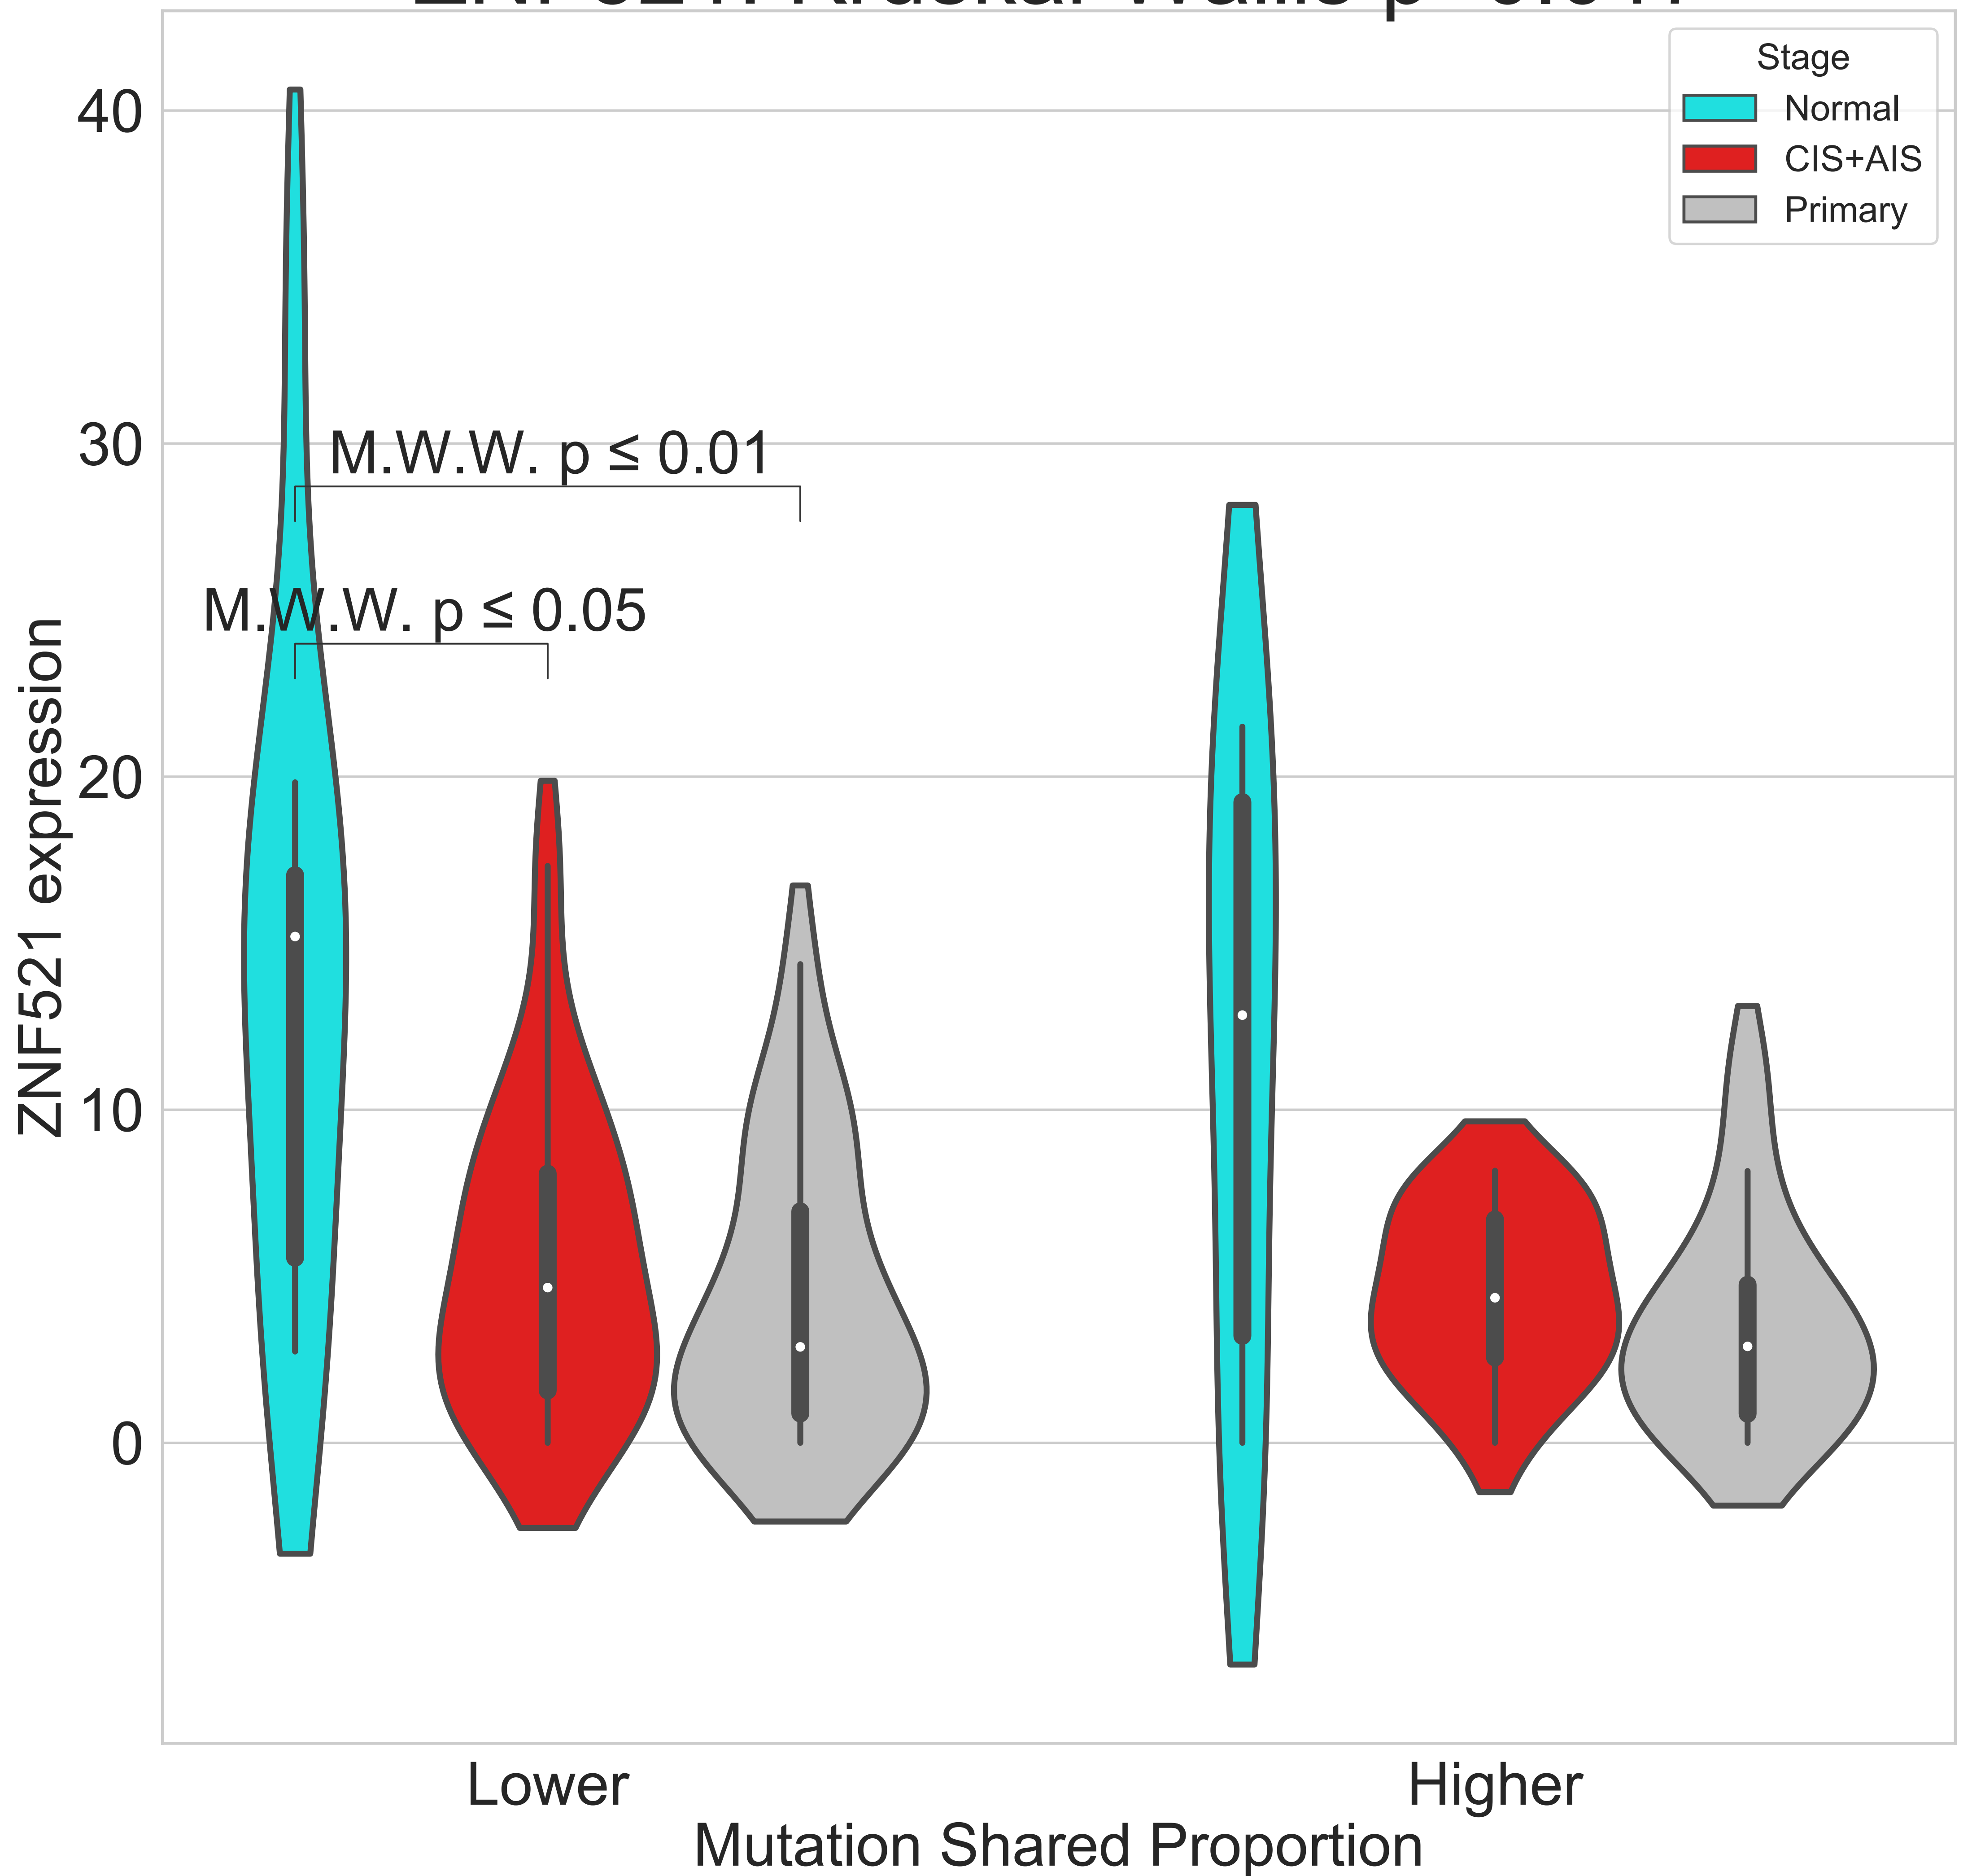 Stage
Normal
CIS+AIS
Primary
40
30
20
10
0
M.W.W. p ≤ 0.01
M.W.W. p ≤ 0.05
ZNF521 expression
Lower
Higher
Mutation Shared Proportion